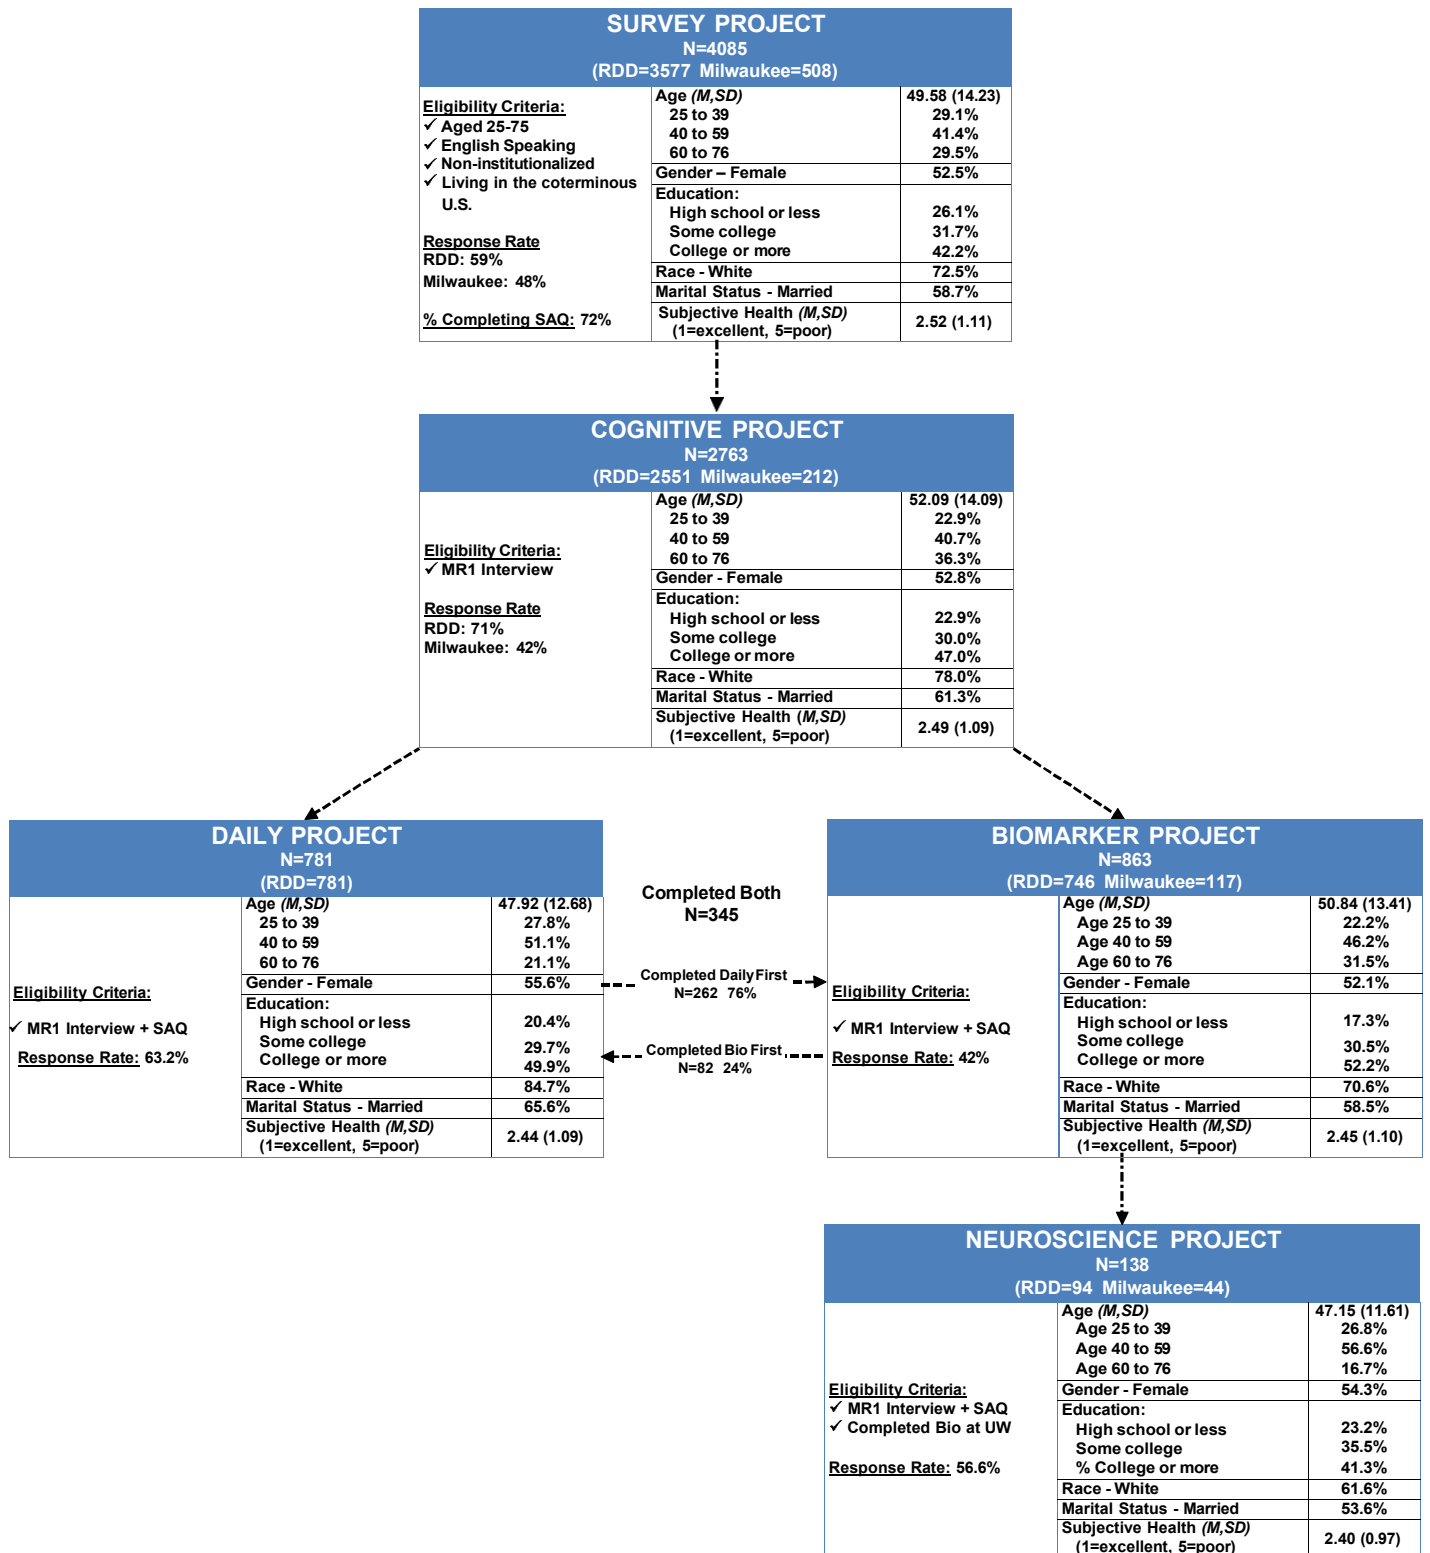 SURVEY PROJECT
N=4085
(RDD=3577 Milwaukee=508)
Eligibility Criteria:
✓ Aged 25-75
✓ English Speaking
✓ Non-institutionalized
✓ Living in the coterminous
U.S.
Response Rate
RDD: 59%
Milwaukee: 48%
% Completing SAQ: 72%
Age (M,SD) 49.58 (14.23)
25 to 39 29.1%
40 to 59 41.4%
60 to 76 29.5%
Gender – Female 52.5%
Education:
High school or less 26.1%
Some college 31.7%
College or more 42.2%
Race - White 72.5%
Marital Status - Married 58.7%
Subjective Health (M,SD)
(1=excellent, 5=poor) 2.52 (1.11)
COGNITIVE PROJECT
N=2763
(RDD=2551 Milwaukee=212)
Eligibility Criteria:
✓ MR1 Interview
Response Rate
RDD: 71%
Milwaukee: 42%
Age (M,SD) 52.09 (14.09)
25 to 39 22.9%
40 to 59 40.7%
60 to 76 36.3%
Gender - Female 52.8%
Education:
High school or less 22.9%
Some college 30.0%
College or more 47.0%
Race - White 78.0%
Marital Status - Married 61.3%
Subjective Health (M,SD)
(1=excellent, 5=poor) 2.49 (1.09)
DAILY PROJECT
N=781
(RDD=781)
Eligibility Criteria:
✓ MR1 Interview + SAQ
Response Rate: 63.2%
Age (M,SD) 47.92 (12.68)
25 to 39 27.8%
40 to 59 51.1%
60 to 76 21.1%
Gender - Female 55.6%
Education:
High school or less 20.4%
Some college 29.7%
College or more 49.9%
Race - White 84.7%
Marital Status - Married 65.6%
Subjective Health (M,SD)
(1=excellent, 5=poor) 2.44 (1.09)
Completed Both
N=345
Completed Daily First
N=262 76%
Completed Bio First
N=82 24%
BIOMARKER PROJECT
N=863
(RDD=746 Milwaukee=117)
Eligibility Criteria:
✓ MR1 Interview + SAQ
Response Rate: 42%
Age (M,SD) 50.84 (13.41)
Age 25 to 39 22.2%
Age 40 to 59 46.2%
Age 60 to 76 31.5%
Gender - Female 52.1%
Education:
High school or less 17.3%
Some college 30.5%
College or more 52.2%
Race - White 70.6%
Marital Status - Married 58.5%
Subjective Health (M,SD)
(1=excellent, 5=poor) 2.45 (1.10)
NEUROSCIENCE PROJECT
N=138
(RDD=94 Milwaukee=44)
Eligibility Criteria:
✓ MR1 Interview + SAQ
✓ Completed Bio at UW
Response Rate: 56.6%
Age (M,SD) 47.15 (11.61)
Age 25 to 39 26.8%
Age 40 to 59 56.6%
Age 60 to 76 16.7%
Gender - Female 54.3%
Education:
High school or less 23.2%
Some college 35.5%
% College or more 41.3%
Race - White 61.6%
Marital Status - Married 53.6%
Subjective Health (M,SD)
(1=excellent, 5=poor) 2.40 (0.97)